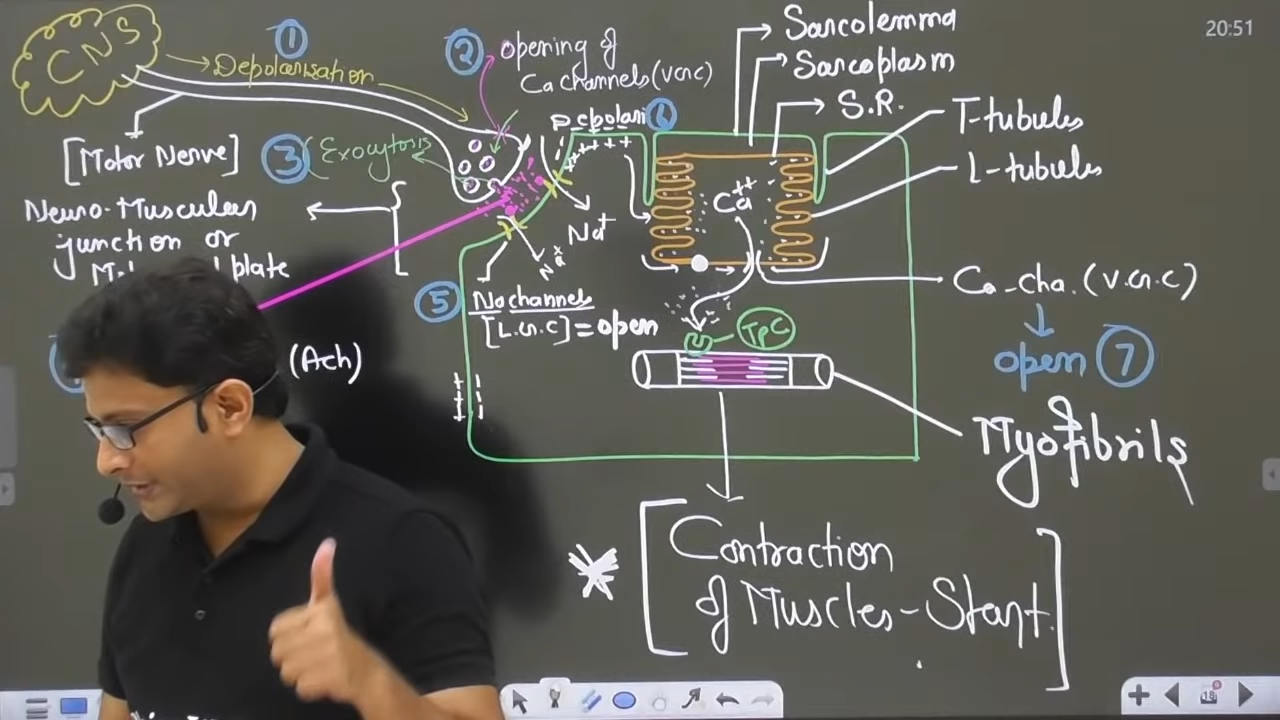 20:51
CNS
1
Depolarisation
2
opening of
Ca channels (VGC)
Sarcolemma
Sarcoplasm
S.R.
T-tubules
L-tubules
[Motor Nerve]
3
Exocytosis
6
++++++
Neuro-Muscular
junction or
plate
Na+
Na+
Ca++
5
Na channels
[L.G.C] = open
(Ach)
TpC
Ca-cha. (V.G.C)
open 7
Myofibrils
* [Contraction
of Muscles - Start.]
18